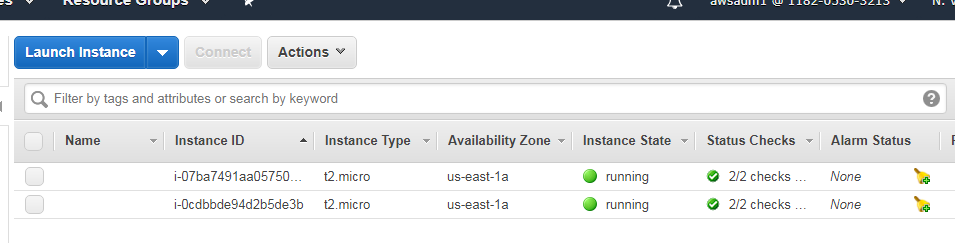 Resource Groups
Launch Instance Connect Actions
Filter by tags and attributes or search by keyword
Name Instance ID Instance Type Availability Zone Instance State Status Checks Alarm Status
i-07ba7491aa05750... t2.micro us-east-1a running 2/2 checks ... None
i-0cdbbde94d2b5de3b t2.micro us-east-1a running 2/2 checks ... None